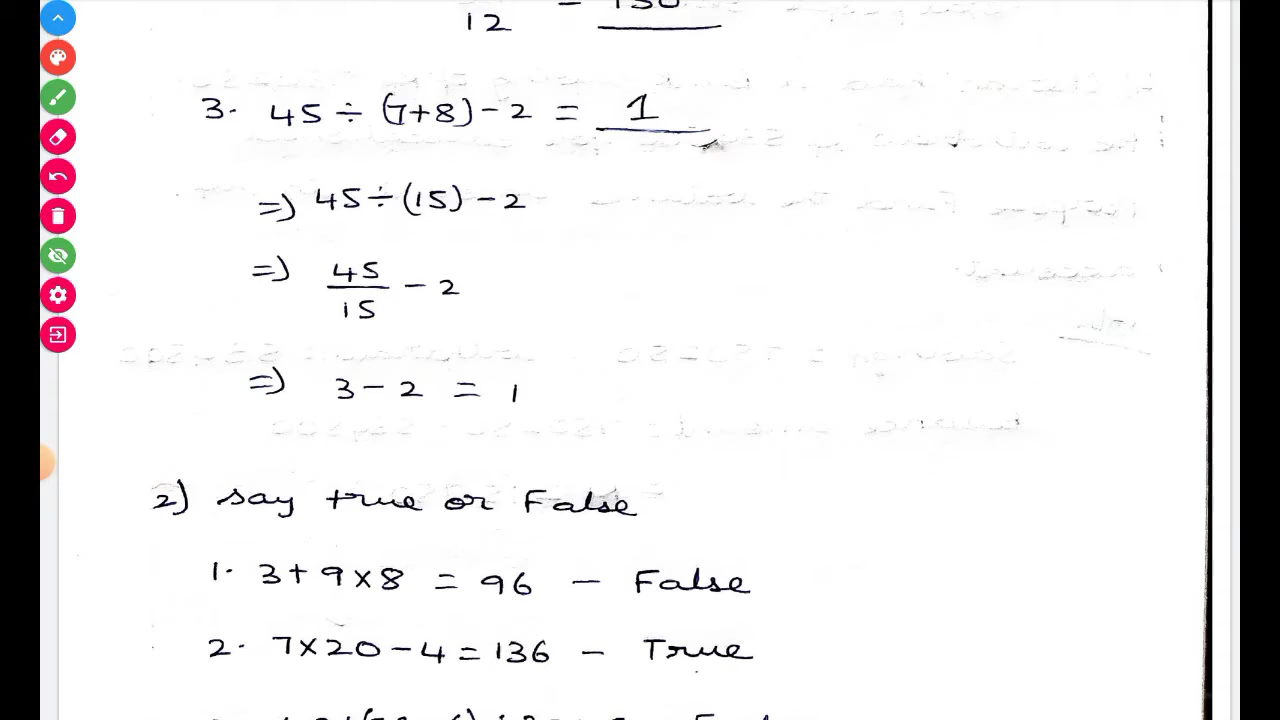 12
3. 45 ÷ (7+8) - 2 = 1
=> 45 ÷ (15) - 2
=> 45/15 - 2
=> 3 - 2 = 1
2) say true or False
1. 3 + 9 × 8 = 96 - False
2. 7 × 20 - 4 = 136 - True